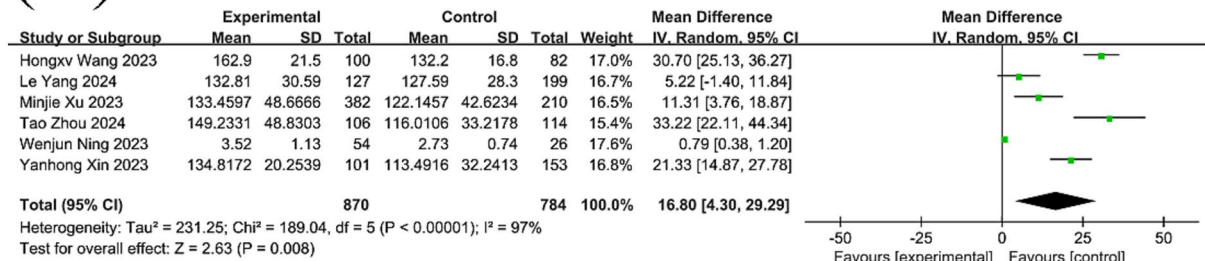 Experimental Control Mean Difference Mean Difference
Study or Subgroup Mean SD Total Mean SD Total Weight IV, Random, 95% CI IV, Random, 95% CI
Hongxv Wang 2023 162.9 21.5 100 132.2 16.8 82 17.0% 30.70 [25.13, 36.27]
Le Yang 2024 132.81 30.59 127 127.59 28.3 199 16.7% 5.22 [-1.40, 11.84]
Minjie Xu 2023 133.4597 48.6666 382 122.1457 42.6234 210 16.5% 11.31 [3.76, 18.87]
Tao Zhou 2024 149.2331 48.8303 106 116.0106 33.2178 114 15.4% 33.22 [22.11, 44.34]
Wenjun Ning 2023 3.52 1.13 54 2.73 0.74 26 17.6% 0.79 [0.38, 1.20]
Yanhong Xin 2023 134.8172 20.2539 101 113.4916 32.2413 153 16.8% 21.33 [14.87, 27.78]
Total (95% CI) 870 784 100.0% 16.80 [4.30, 29.29]
Heterogeneity: Tau² = 231.25; Chi² = 189.04, df = 5 (P < 0.00001); I² = 97%
Test for overall effect: Z = 2.63 (P = 0.008)
-50 -25 0 25 50
Favours [experimental] Favours [control]